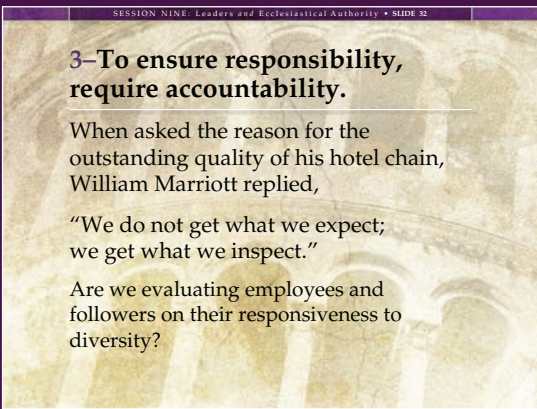 SESSION NINE: Leaders and Ecclesiastical Authority • SLIDE 32
3–To ensure responsibility,
require accountability.
When asked the reason for the
outstanding quality of his hotel chain,
William Marriott replied,
“We do not get what we expect;
we get what we inspect.”
Are we evaluating employees and
followers on their responsiveness to
diversity?